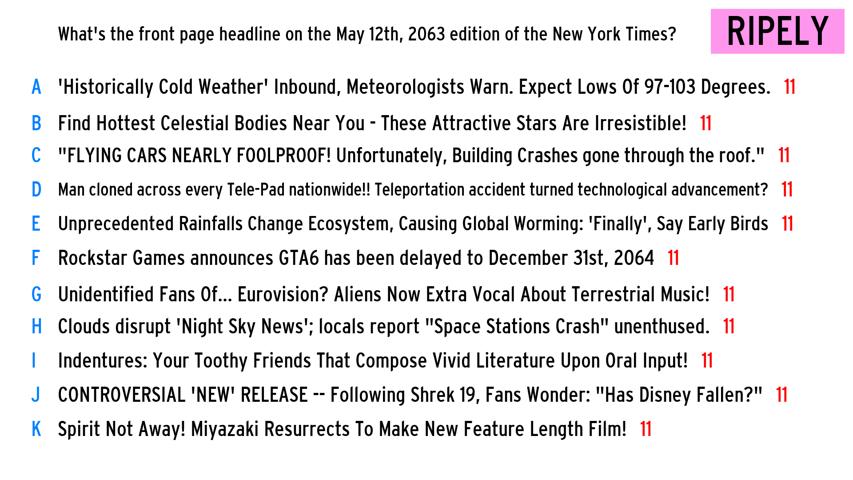 What's the front page headline on the May 12th, 2063 edition of the New York Times?
RIPELY
A 'Historically Cold Weather' Inbound, Meteorologists Warn. Expect Lows Of 97-103 Degrees. 11
B Find Hottest Celestial Bodies Near You - These Attractive Stars Are Irresistible! 11
C "FLYING CARS NEARLY FOOLPROOF! Unfortunately, Building Crashes gone through the roof." 11
D Man cloned across every Tele-Pad nationwide!! Teleportation accident turned technological advancement? 11
E Unprecedented Rainfalls Change Ecosystem, Causing Global Worming: 'Finally', Say Early Birds 11
F Rockstar Games announces GTA6 has been delayed to December 31st, 2064 11
G Unidentified Fans Of... Eurovision? Aliens Now Extra Vocal About Terrestrial Music! 11
H Clouds disrupt 'Night Sky News'; locals report "Space Stations Crash" unenthused. 11
I Indentures: Your Toothy Friends That Compose Vivid Literature Upon Oral Input! 11
J CONTROVERSIAL 'NEW' RELEASE -- Following Shrek 19, Fans Wonder: "Has Disney Fallen?" 11
K Spirit Not Away! Miyazaki Resurrects To Make New Feature Length Film! 11